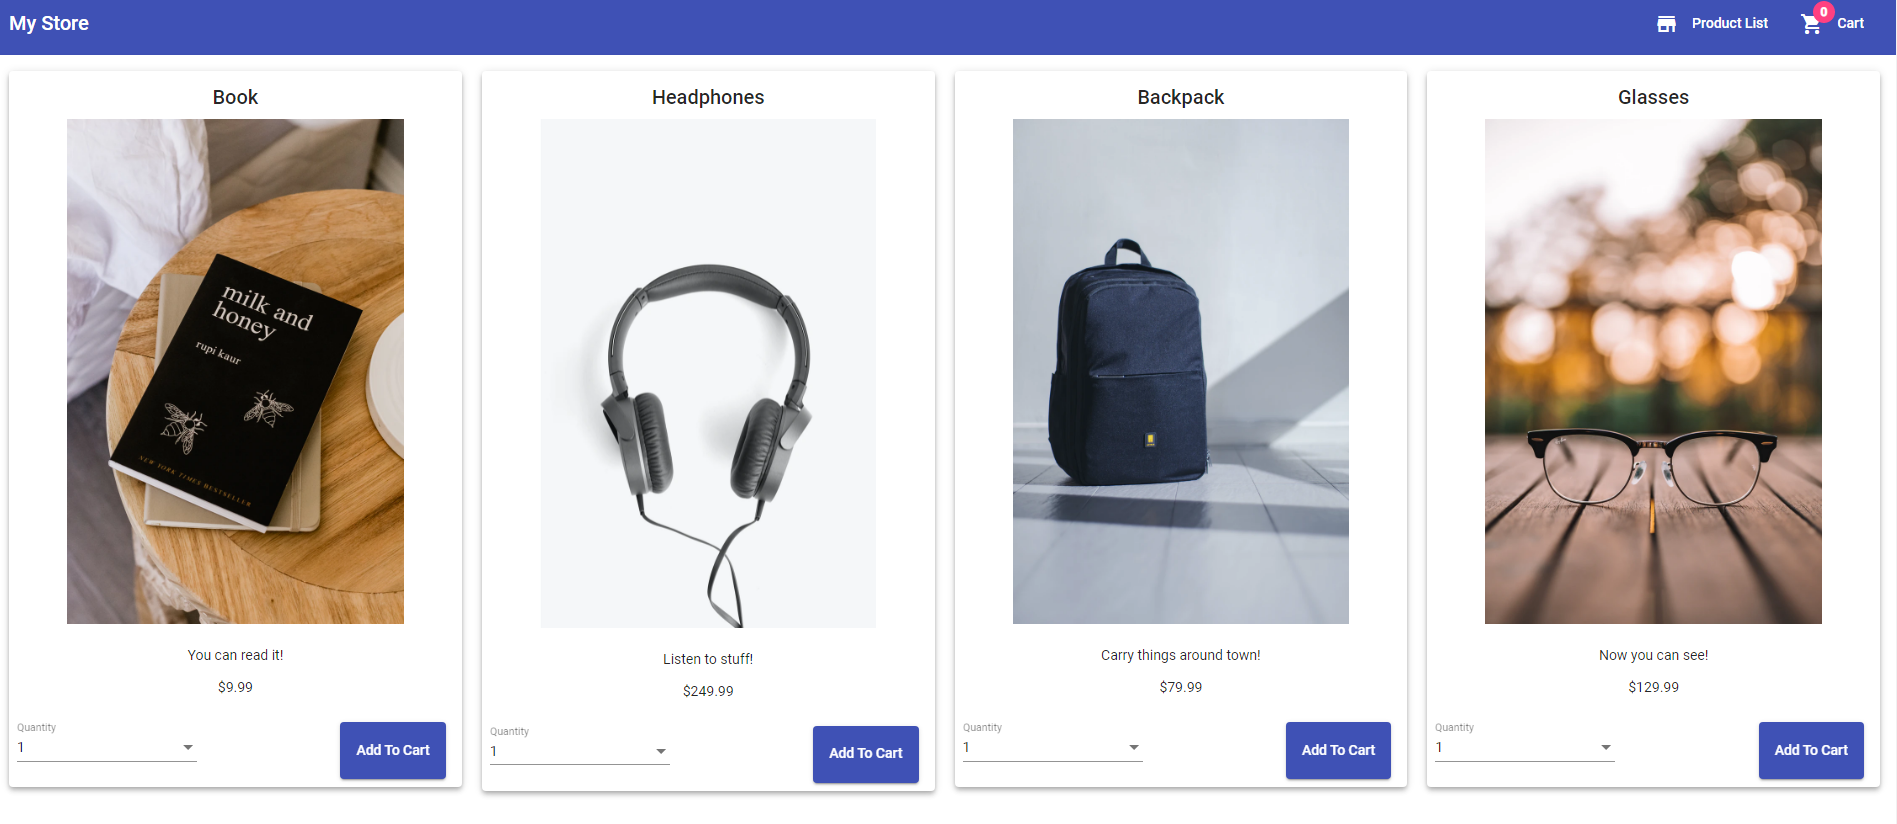 My Store
Product List
0
Cart
Book
milk and
honey
rupi kaur
NEW YORK TIMES BESTSELLER
You can read it!
$9.99
Quantity
1
Add To Cart
Headphones
Listen to stuff!
$249.99
Quantity
1
Add To Cart
Backpack
Carry things around town!
$79.99
Quantity
1
Add To Cart
Glasses
Now you can see!
$129.99
Quantity
1
Add To Cart